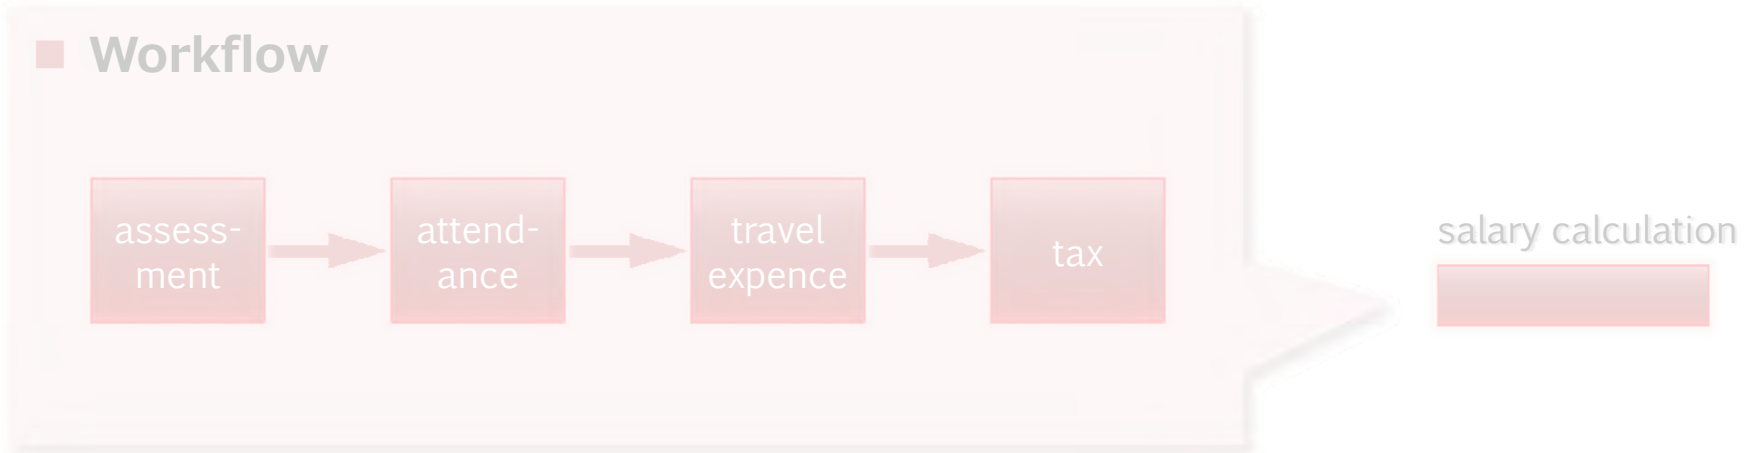 Workflow
assess-
ment
attend-
ance
travel
expence
tax
salary calculation